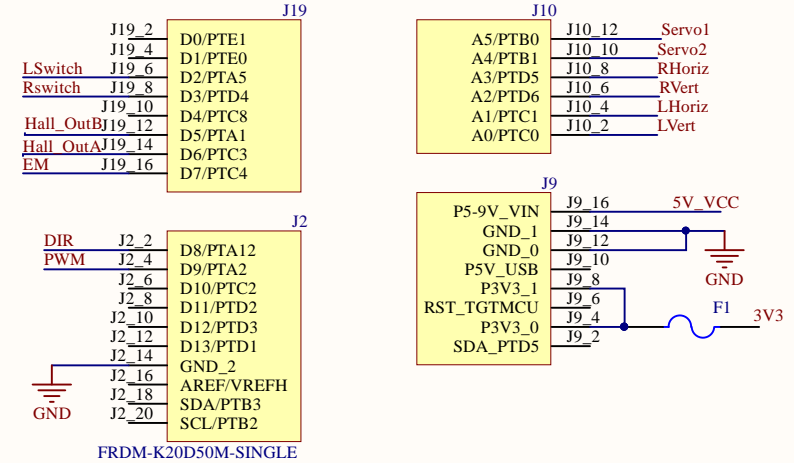 J19
J19_2 D0/PTE1
J19_4 D1/PTE0
LSwitch J19_6 D2/PTA5
Rswitch J19_8 D3/PTD4
J19_10 D4/PTC8
Hall_OutB J19_12 D5/PTA1
Hall_OutA J19_14 D6/PTC3
EM J19_16 D7/PTC4
J10
A5/PTB0 J10_12 Servo1
A4/PTB1 J10_10 Servo2
A3/PTD5 J10_8 RHoriz
A2/PTD6 J10_6 RVert
A1/PTC1 J10_4 LHoriz
A0/PTC0 J10_2 LVert
J2
DIR J2_2 D8/PTA12
PWM J2_4 D9/PTA2
J2_6 D10/PTC2
J2_8 D11/PTD2
J2_10 D12/PTD3
J2_12 D13/PTD1
J2_14 GND_2
J2_16 AREF/VREFH
J2_18 SDA/PTB3
J2_20 SCL/PTB2
GND
FRDM-K20D50M-SINGLE
J9
P5-9V_VIN J9_16 5V_VCC
GND_1 J9_14
GND_0 J9_12
P5V_USB J9_10
GND
P3V3_1 J9_8
RST_TGTMCU J9_6
P3V3_0 J9_4 F1 3V3
SDA_PTD5 J9_2